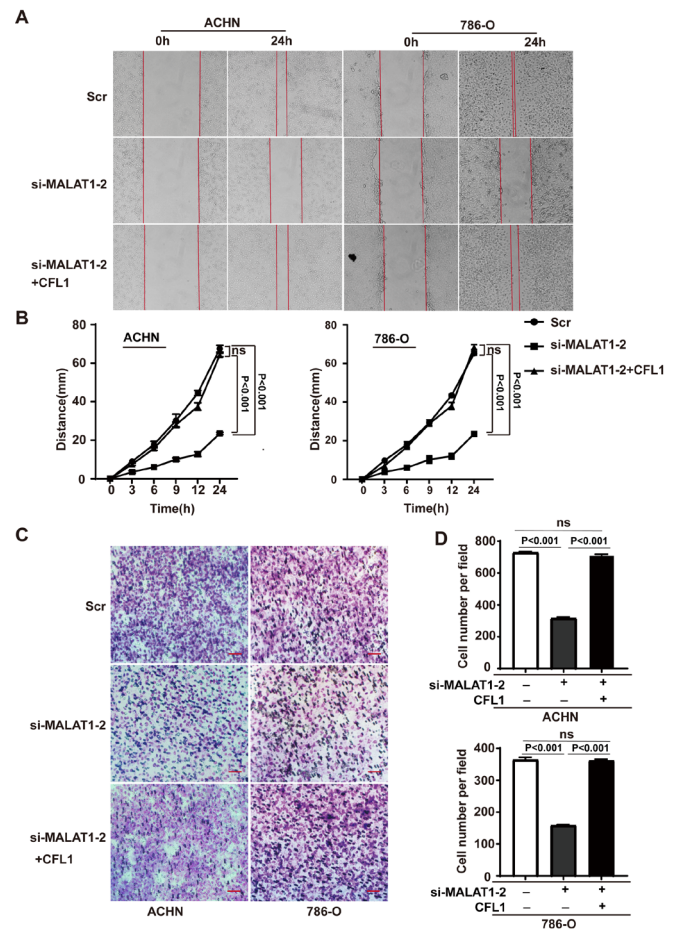 A
ACHN
786-O
0h
24h
0h
24h
Scr
si-MALAT1-2
si-MALAT1-2
+CFL1
B
80
60
40
20
0
Distance(mm)
ACHN
ns
P<0.001
P<0.001
0 3 6 9 12 24
Time(h)
80
60
40
20
0
Distance(mm)
786-O
ns
P<0.001
P<0.001
0 3 6 9 12 24
Time(h)
Scr
si-MALAT1-2
si-MALAT1-2+CFL1
C
Scr
si-MALAT1-2
si-MALAT1-2
+CFL1
ACHN
786-O
D
ns
P<0.001 P<0.001
800
600
400
200
0
Cell number per field
si-MALAT1-2 – + +
CFL1 – – +
ACHN
ns
P<0.001 P<0.001
400
300
200
100
0
Cell number per field
si-MALAT1-2 – + +
CFL1 – – +
786-O